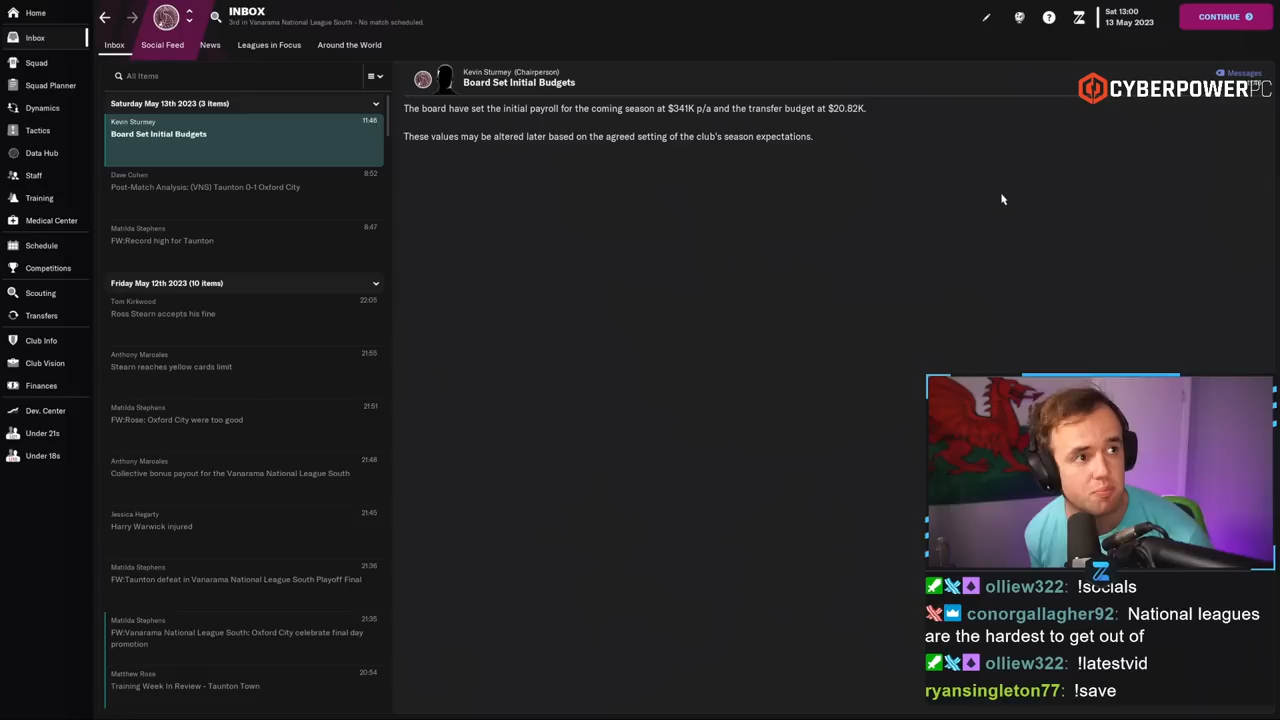 Home
Inbox
Squad
Squad Planner
Dynamics
Tactics
Data Hub
Staff
Training
Medical Center
Schedule
Competitions
Scouting
Transfers
Club Info
Club Vision
Finances
Dev. Center
Under 21s
Under 18s
INBOX
3rd in Vanarama National League South - No match scheduled.
Sat 13:00
13 May 2023
CONTINUE
Inbox
Social Feed
News
Leagues in Focus
Around the World
All Items
Saturday May 13th 2023 (3 items)
Kevin Sturmey 11:46
Board Set Initial Budgets
Dave Cohen 8:52
Post-Match Analysis: (VNS) Taunton 0-1 Oxford City
Matilda Stephens 8:47
FW:Record high for Taunton
Friday May 12th 2023 (10 items)
Tom Kirkwood 22:05
Ross Stearn accepts his fine
Anthony Maroales 21:55
Stearn reaches yellow cards limit
Matilda Stephens 21:51
FW:Rose: Oxford City were too good
Anthony Maroales 21:48
Collective bonus payout for the Vanarama National League South
Jessica Hegarty 21:45
Harry Warwick injured
Matilda Stephens 21:36
FW:Taunton defeat in Vanarama National League South Playoff Final
Matilda Stephens 21:35
FW:Vanarama National League South: Oxford City celebrate final day
promotion
Matthew Rose 20:54
Training Week In Review - Taunton Town
Kevin Sturmey (Chairperson)
Board Set Initial Budgets
Messages
CYBERPOWERPC
The board have set the initial payroll for the coming season at $341K p/a and the transfer budget at $20.82K.
These values may be altered later based on the agreed setting of the club's season expectations.
olliew322: !socials
conorgallagher92: National leagues
are the hardest to get out of
olliew322: !latestvid
ryansingleton77: !save